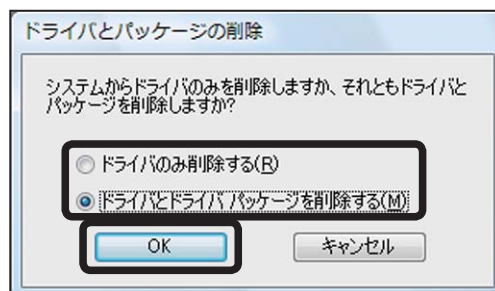 ドライバとパッケージの削除
システムからドライバのみを削除しますか、それともドライバと
パッケージを削除しますか?
ドライバのみ削除する(R)
ドライバとドライバ パッケージを削除する(M)
OK キャンセル